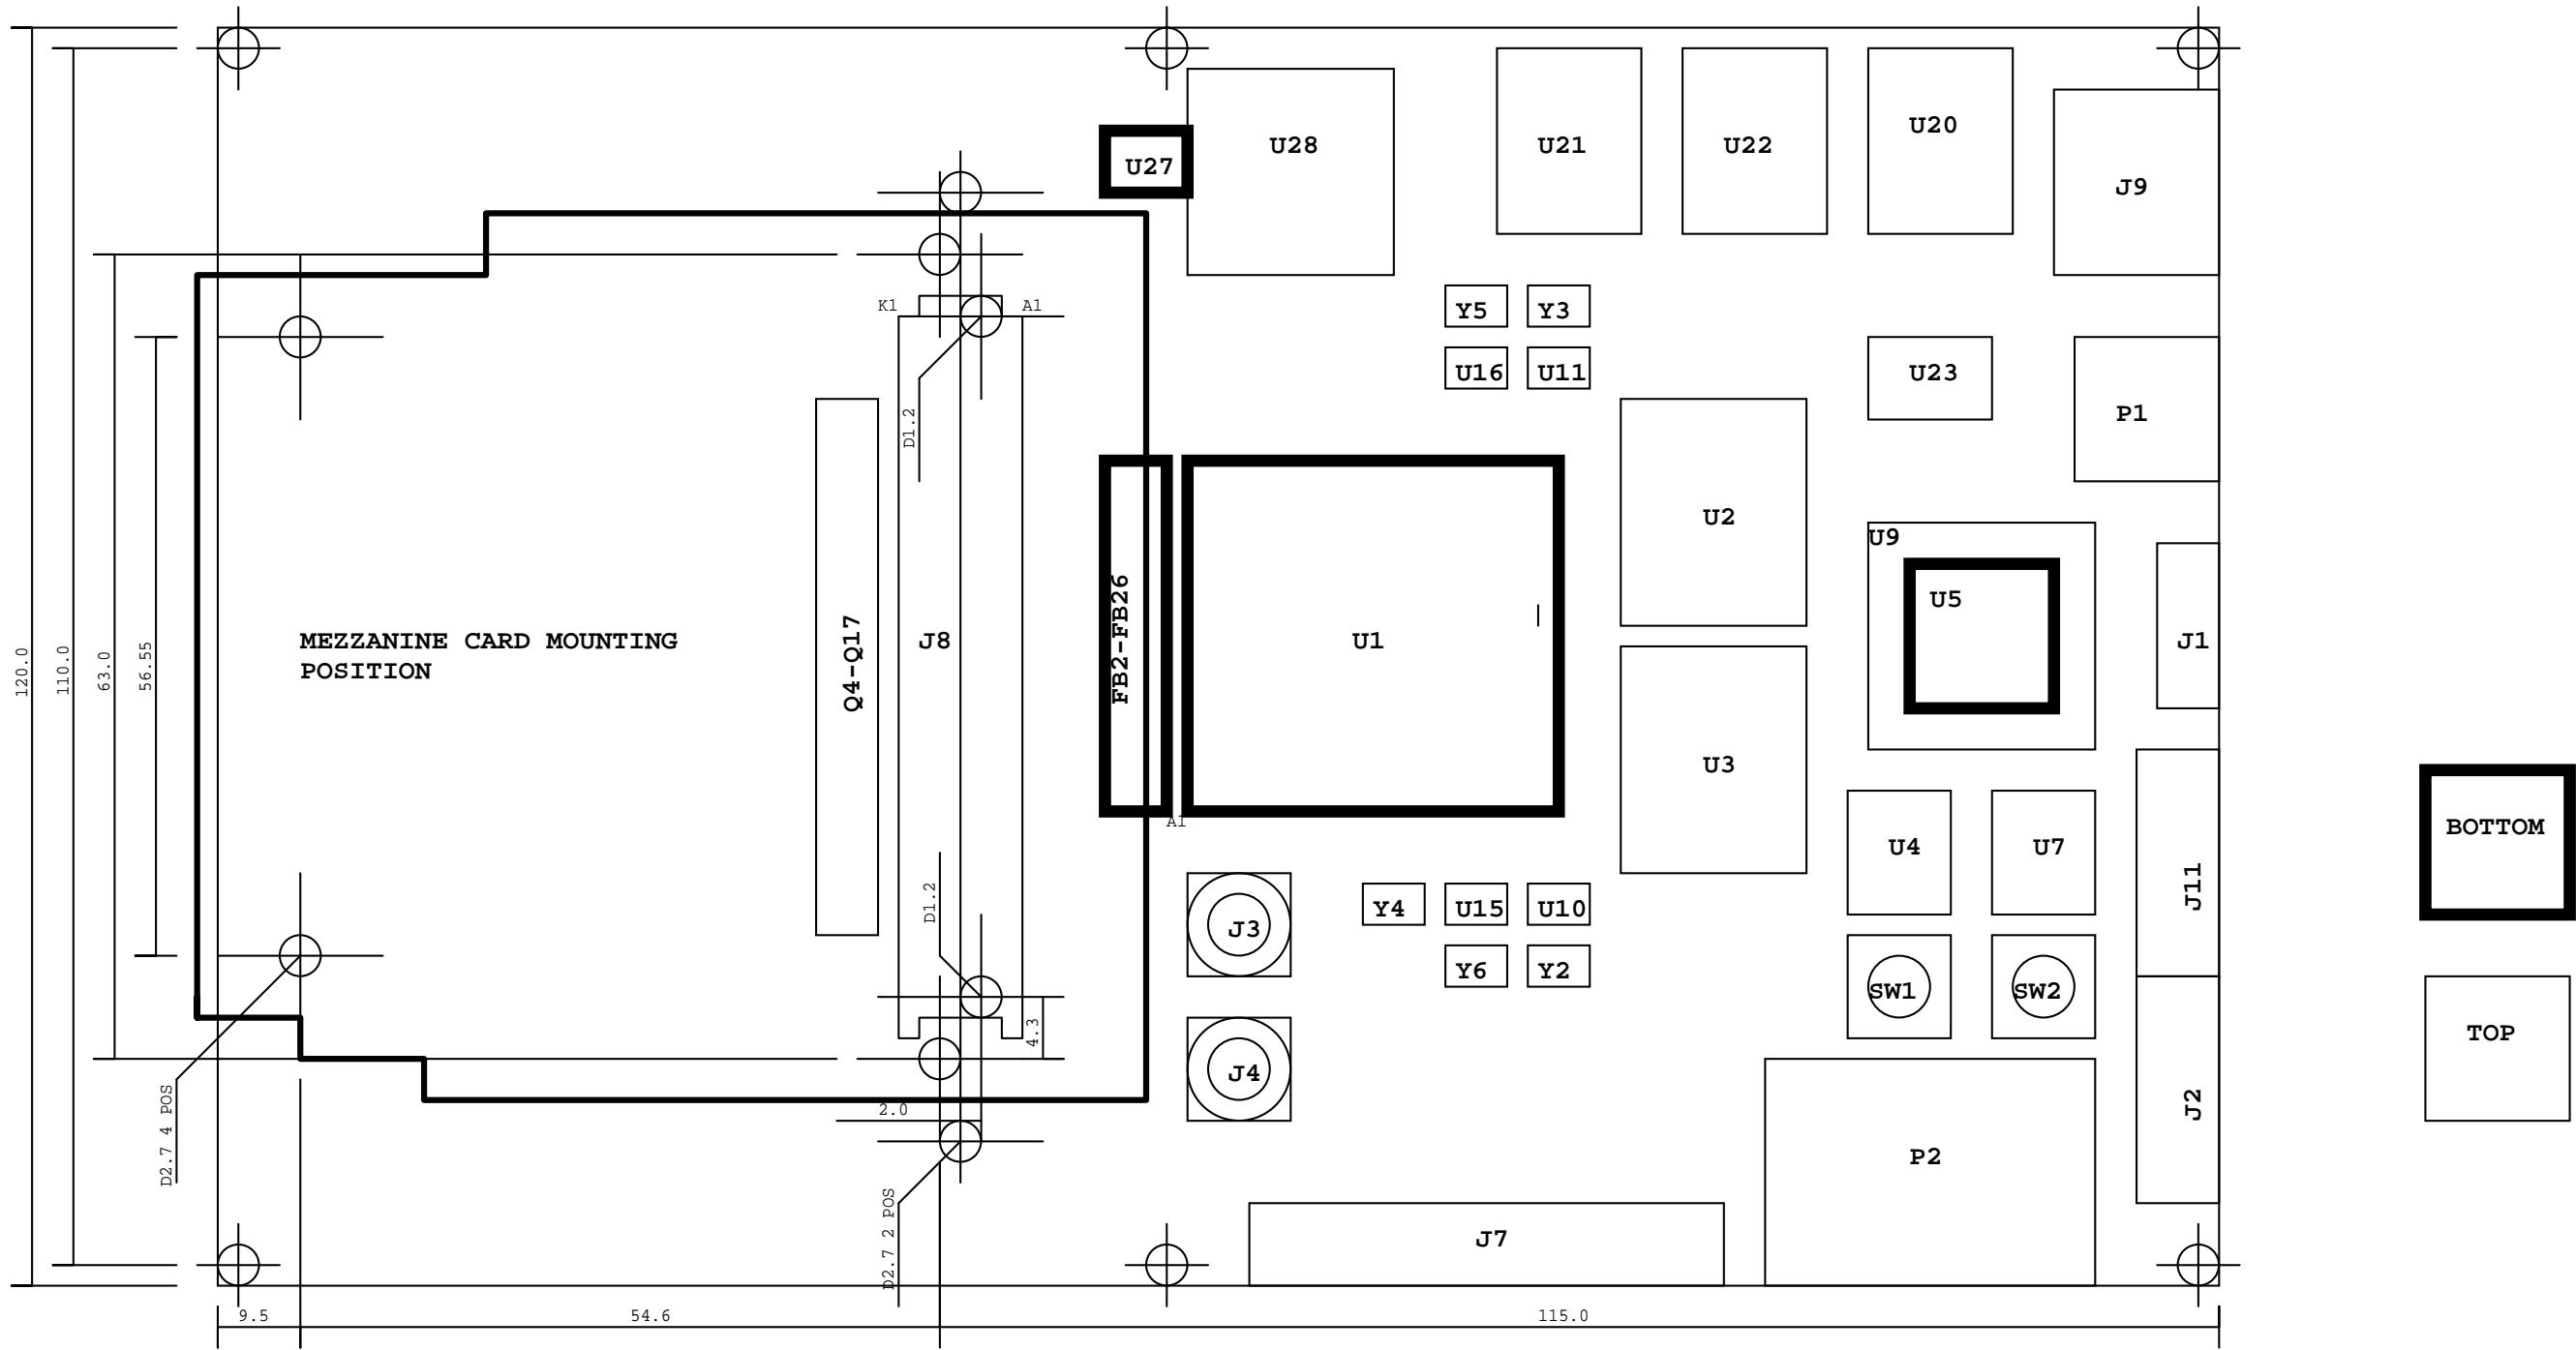 U28
U21
U22
U20
U27
J9
K1
A1
Y5
Y3
U16
U11
U23
P1
D1.2
U2
U9
U5
FB2-FB26
MEZZANINE CARD MOUNTING
POSITION
Q4-Q17
J8
U1
J1
120.0
110.0
63.0
56.55
U3
A1
BOTTOM
U4
U7
J11
D1.2
J3
Y4
U15
U10
Y6
Y2
SW1
SW2
4.3
TOP
J4
2.0
J2
D2.7 4 POS
P2
D2.7 2 POS
J7
9.5
54.6
115.0